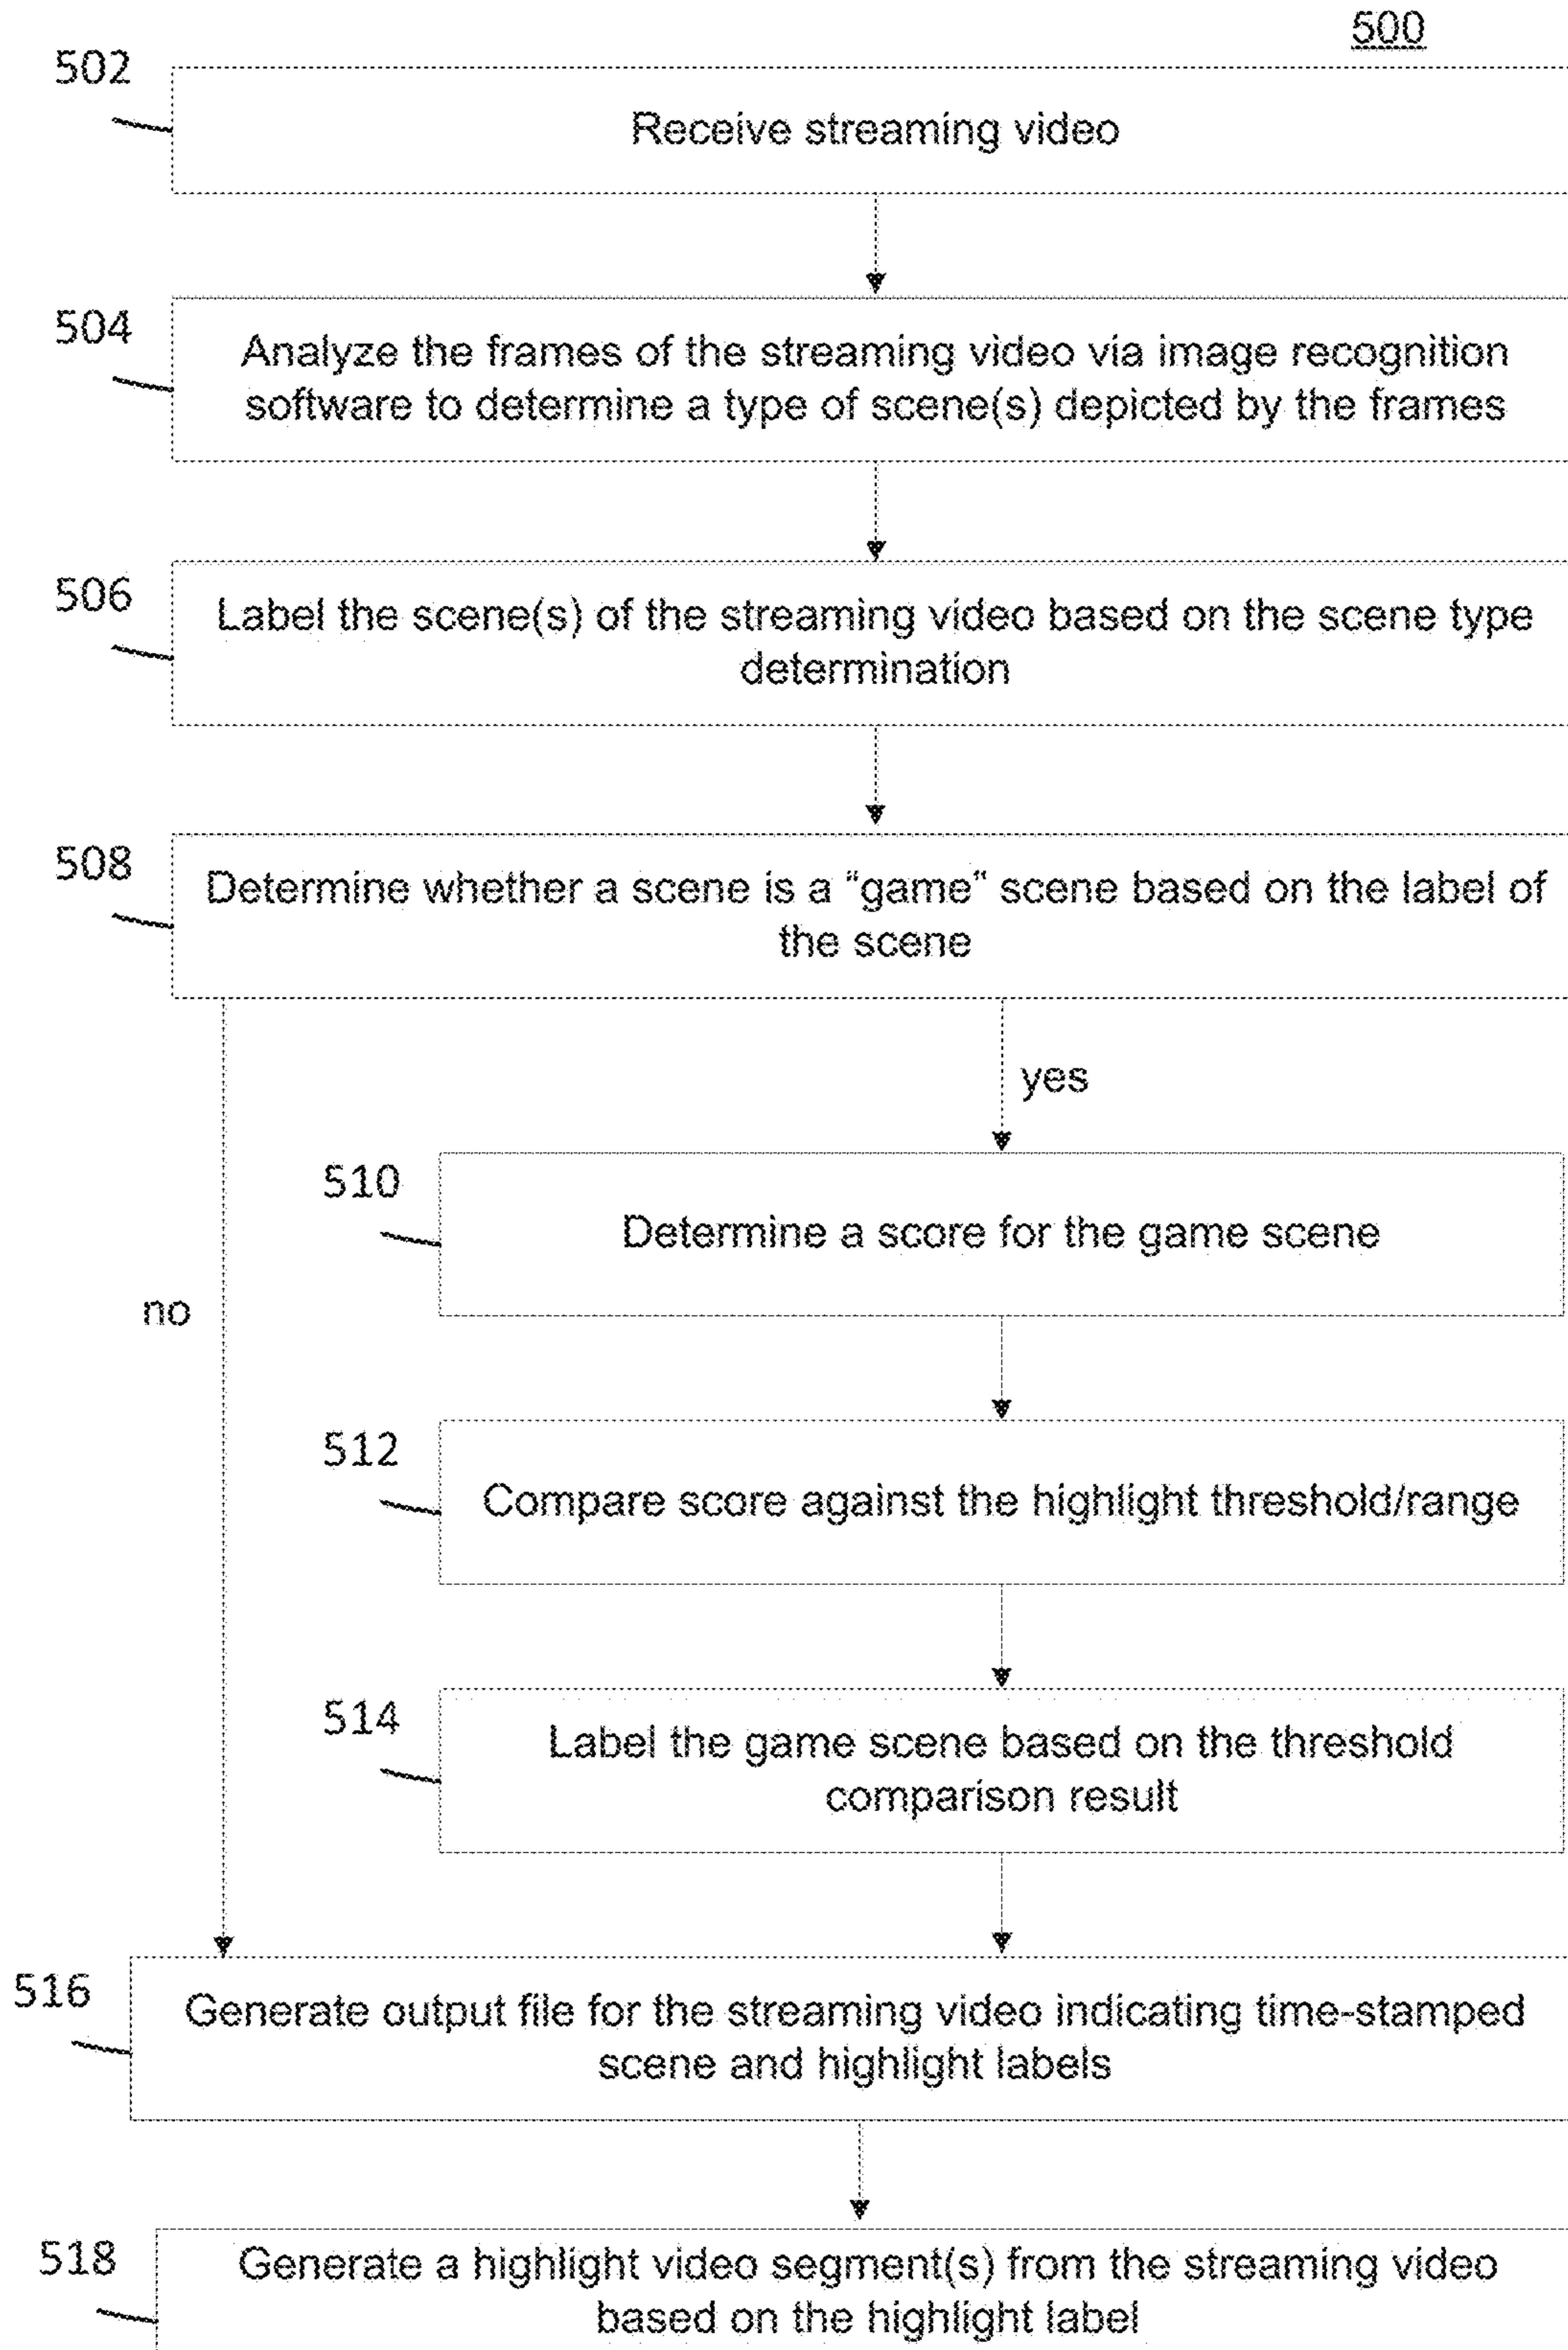 500
502
Receive streaming video
504
Analyze the frames of the streaming video via image recognition
software to determine a type of scene(s) depicted by the frames
506
Label the scene(s) of the streaming video based on the scene type
determination
508
Determine whether a scene is a “game“ scene based on the label of
the scene
yes
510
Determine a score for the game scene
no
512
Compare score against the highlight threshold/range
514
Label the game scene based on the threshold
comparison result
516
Generate output file for the streaming video indicating time-stamped
scene and highlight labels
518
Generate a highlight video segment(s) from the streaming video
based on the highlight label